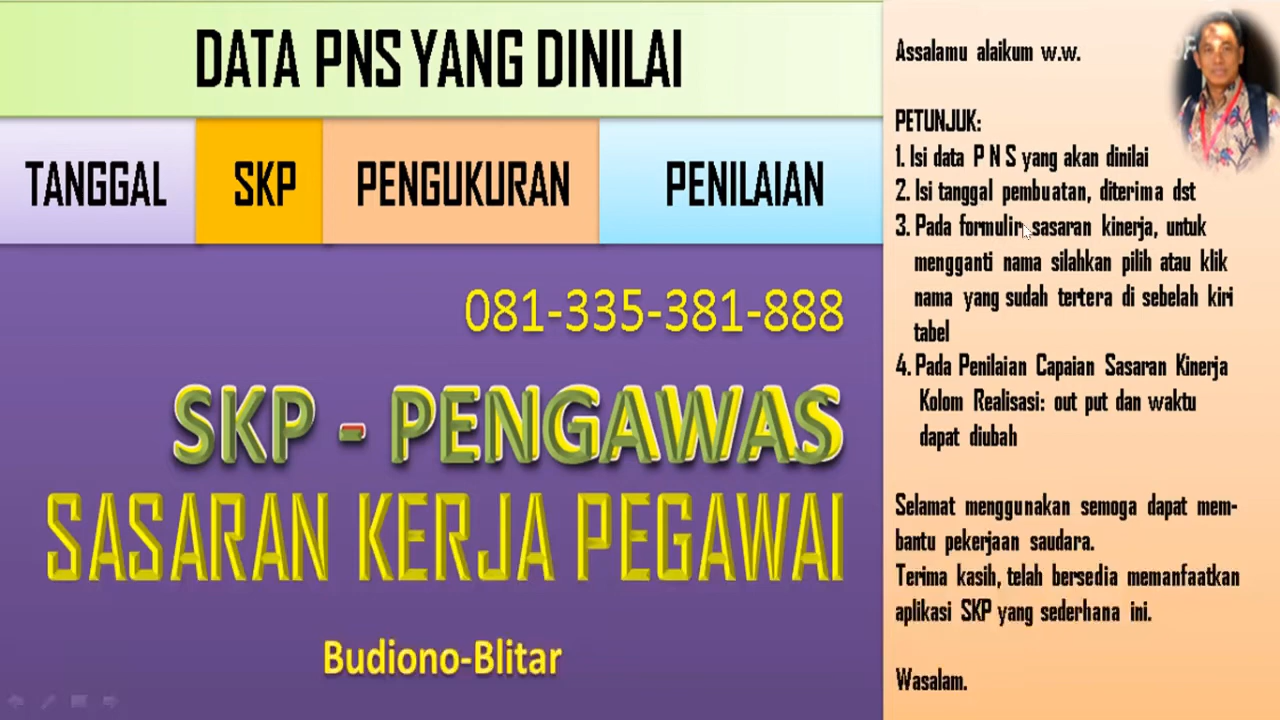 DATA PNS YANG DINILAI
TANGGAL
SKP
PENGUKURAN
PENILAIAN
081-335-381-888
SKP - PENGAWAS
SASARAN KERJA PEGAWAI
Budiono-Blitar
Assalamu alaikum w.w.
PETUNJUK:
1. Isi data P N S yang akan dinilai
2. Isi tanggal pembuatan, diterima dst
3. Pada formulir sasaran kinerja, untuk
mengganti nama silahkan pilih atau klik
nama yang sudah tertera di sebelah kiri
tabel
4. Pada Penilaian Capaian Sasaran Kinerja
Kolom Realisasi: out put dan waktu
dapat diubah
Selamat menggunakan semoga dapat mem-
bantu pekerjaan saudara.
Terima kasih, telah bersedia memanfaatkan
aplikasi SKP yang sederhana ini.
Wasalam.